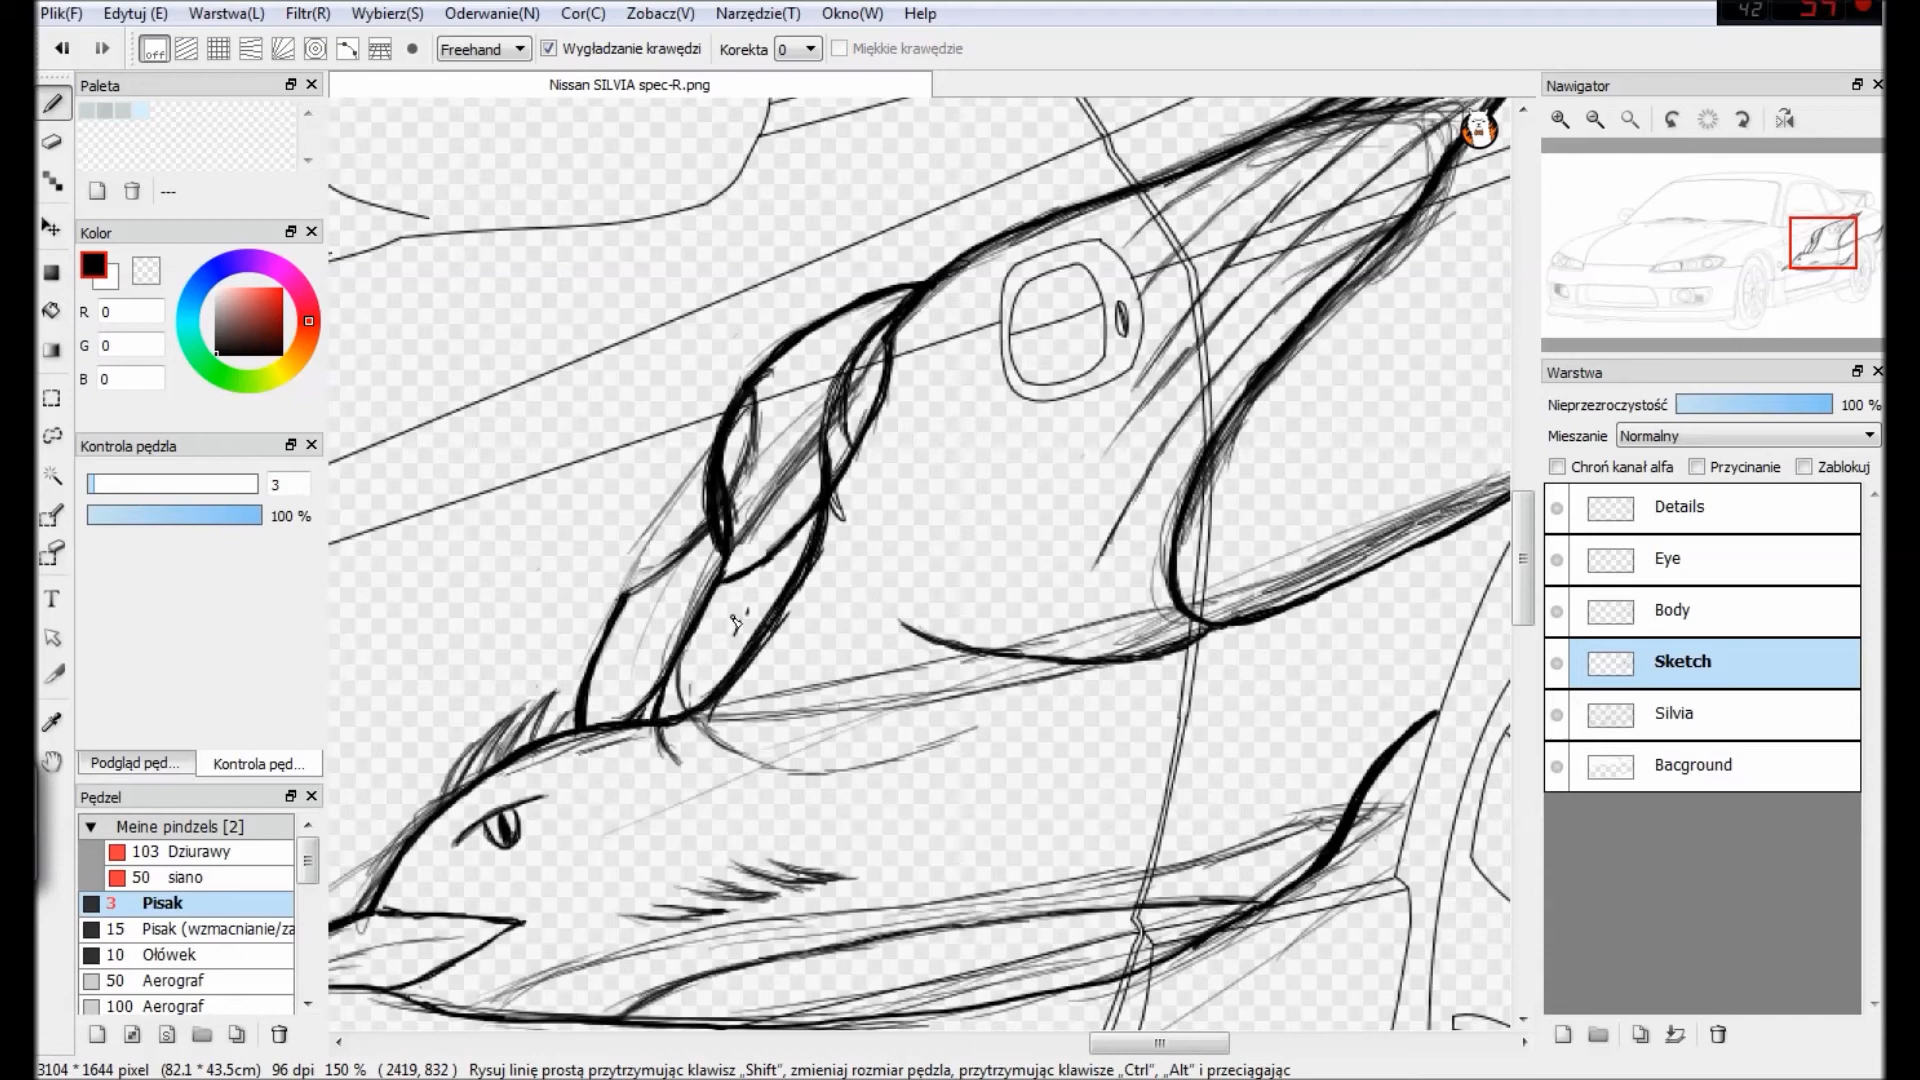 Plik(F) Edytuj (E) Warstwa(L) Filtr(R) Wybierz(S) Oderwanie(N) Cor(C) Zobacz(V) Narzędzie(T) Okno(W) Help
42 57
off Freehand Wygładzanie krawędzi Korekta 0 Miękkie krawędzie
Paleta
Nissan SILVIA spec-R.png
Nawigator
---
Kolor
R 0
G 0
B 0
Warstwa
Nieprzezroczystość 100 %
Mieszanie Normalny
Chroń kanał alfa Przycinanie Zablokuj
Kontrola pędzla
3
100 %
Details
Eye
Body
Sketch
Silvia
Bacground
Podgląd pęd... Kontrola pęd...
Pędzel
Meine pindzels [2]
103 Dziurawy
50 siano
3 Pisak
15 Pisak (wzmacnianie/za
10 Ołówek
50 Aerograf
100 Aerograf
3104 * 1644 pixel (82.1 * 43.5cm) 96 dpi 150 % ( 2419, 832 ) Rysuj linię prostą przytrzymując klawisz „Shift", zmieniaj rozmiar pędzla, przytrzymując klawisze „Ctrl", „Alt" i przeciągając